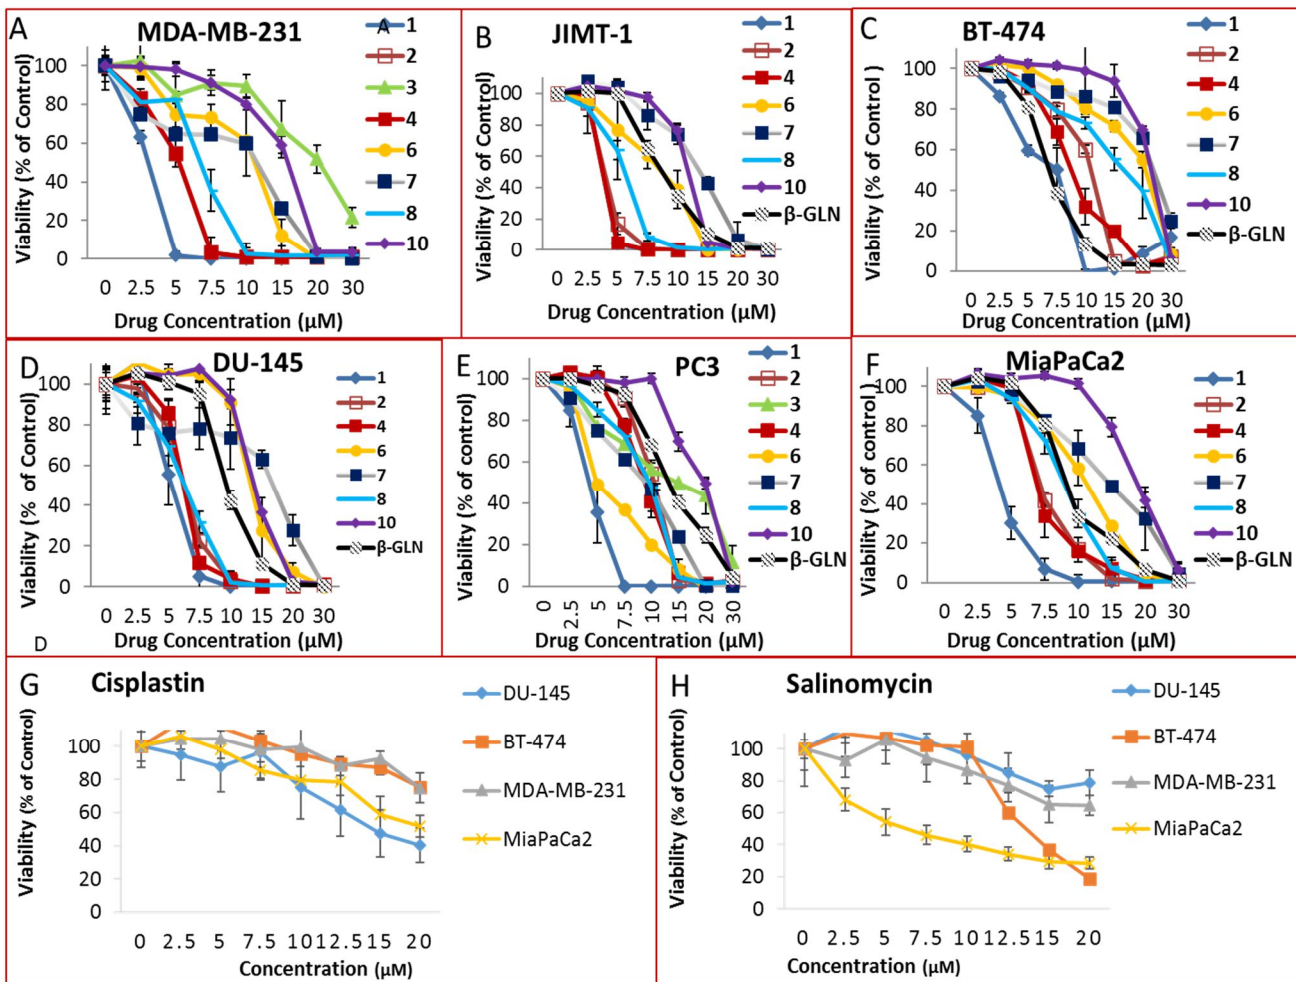 A
MDA-MB-231
A
1
2
3
4
6
7
8
10
Viability (% of Control)
100
80
60
40
20
0
0 2.5 5 7.5 10 15 20 30
Drug Concentration (µM)
B
JIMT-1
1
2
4
6
7
8
10
β-GLN
Viability (% of Control)
100
80
60
40
20
0
0 2.5 5 7.5 10 15 20 30
Drug Concentration (µM)
C
BT-474
1
2
4
6
7
8
10
β-GLN
Viability (% of Control )
100
80
60
40
20
0
0 2.5 5 7.5 10 15 20 30
Drug Concentration (µM)
D
DU-145
1
2
4
6
7
8
10
β-GLN
Viability (% of Control)
100
80
60
40
20
0
0 2.5 5 7.5 10 15 20 30
Drug Concentration (µM)
D
E
PC3
1
2
3
4
6
7
8
10
β-GLN
Viability (% of Control)
100
80
60
40
20
0
0 2.5 5 7.5 10 15 20 30
Drug Concentration (µM)
F
MiaPaCa2
1
2
4
6
7
8
10
β-GLN
Viability (% of control)
100
80
60
40
20
0
0 2.5 5 7.5 10 15 20 30
Drug Concentration (µM)
G
Cisplastin
DU-145
BT-474
MDA-MB-231
MiaPaCa2
Viability (% of Control)
100
80
60
40
20
0
0 2.5 5 7.5 10 12.5 15 20
Concentration (µM)
H
Salinomycin
DU-145
BT-474
MDA-MB-231
MiaPaCa2
Viability (% of Control)
100
80
60
40
20
0
0 2.5 5 7.5 10 12.5 15 20
Concentration (µM)